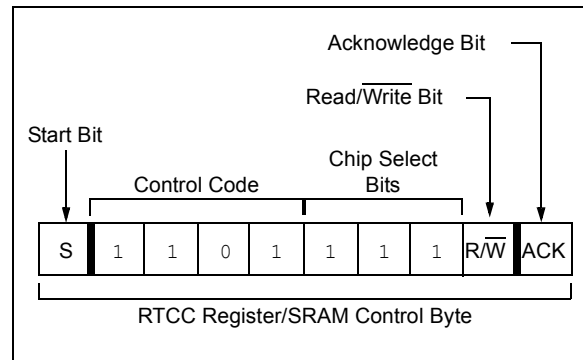 Acknowledge Bit
Read/Write Bit
Start Bit
Chip Select
Control Code Bits
S 1 1 0 1 1 1 1 R/W ACK
RTCC Register/SRAM Control Byte